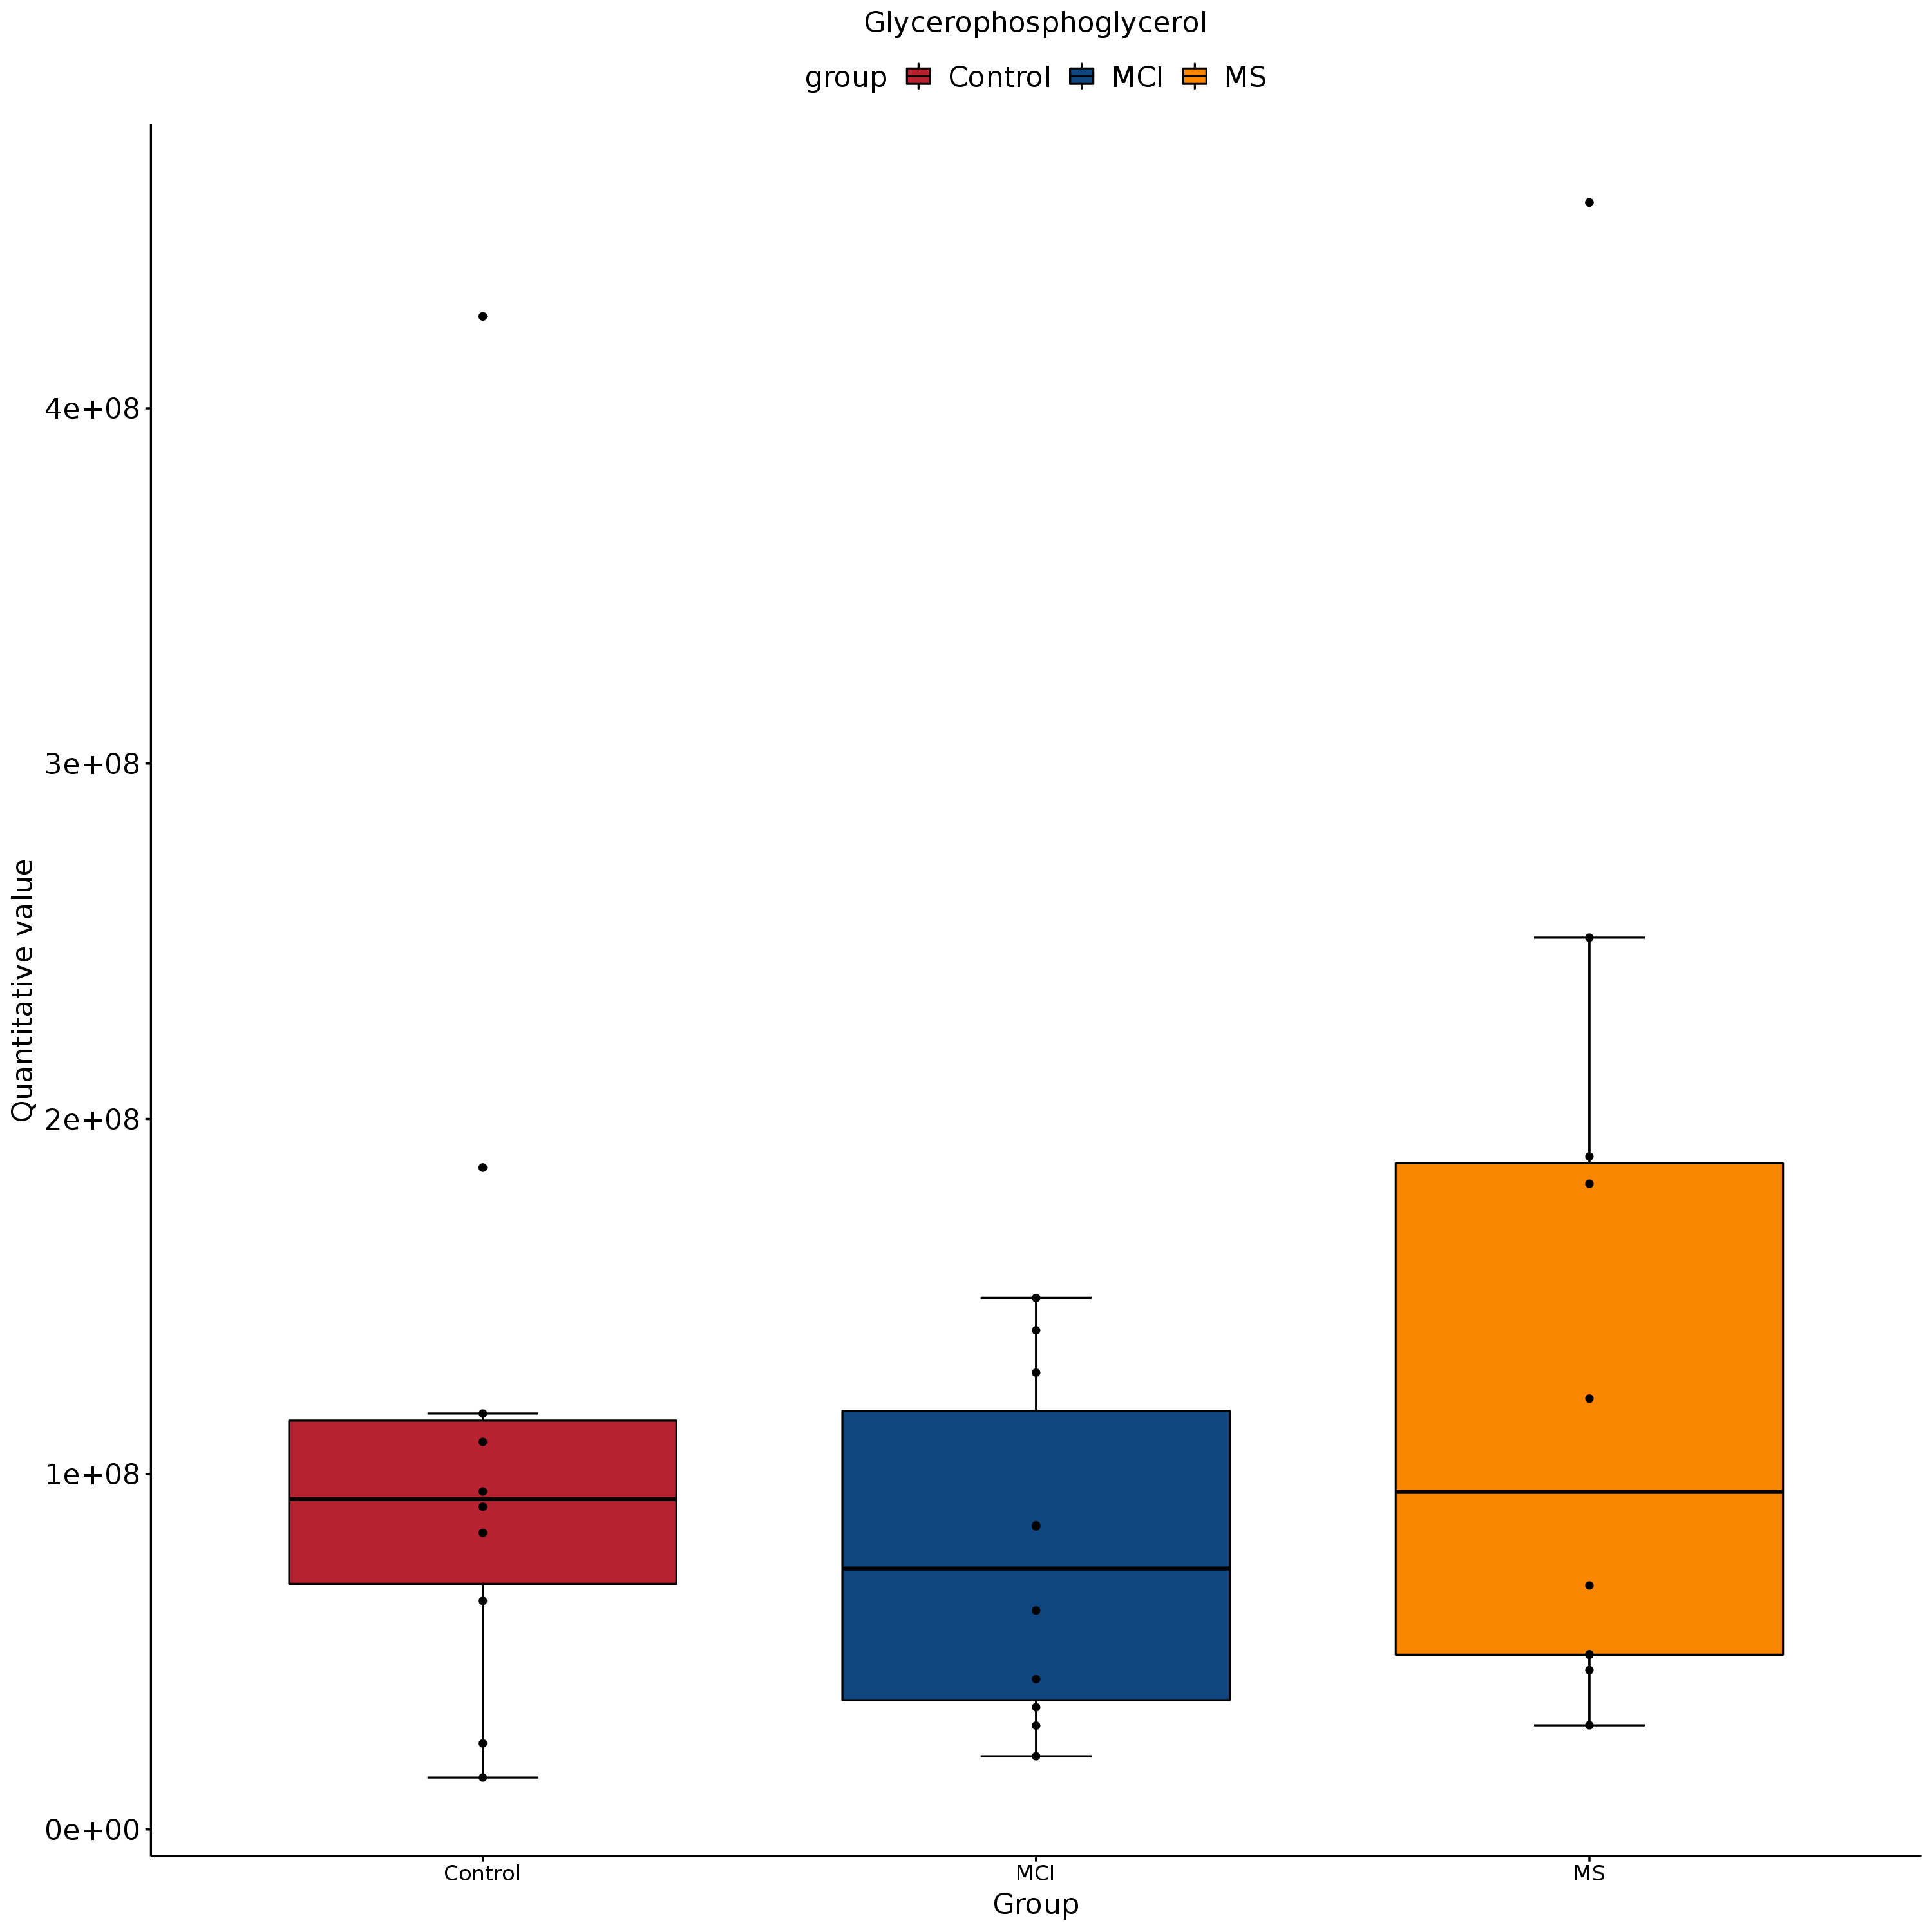 Glycerophosphoglycerol
group Control MCI MS
4e+08
3e+08
2e+08
1e+08
0e+00
Quantitative value
Control MCI MS
Group